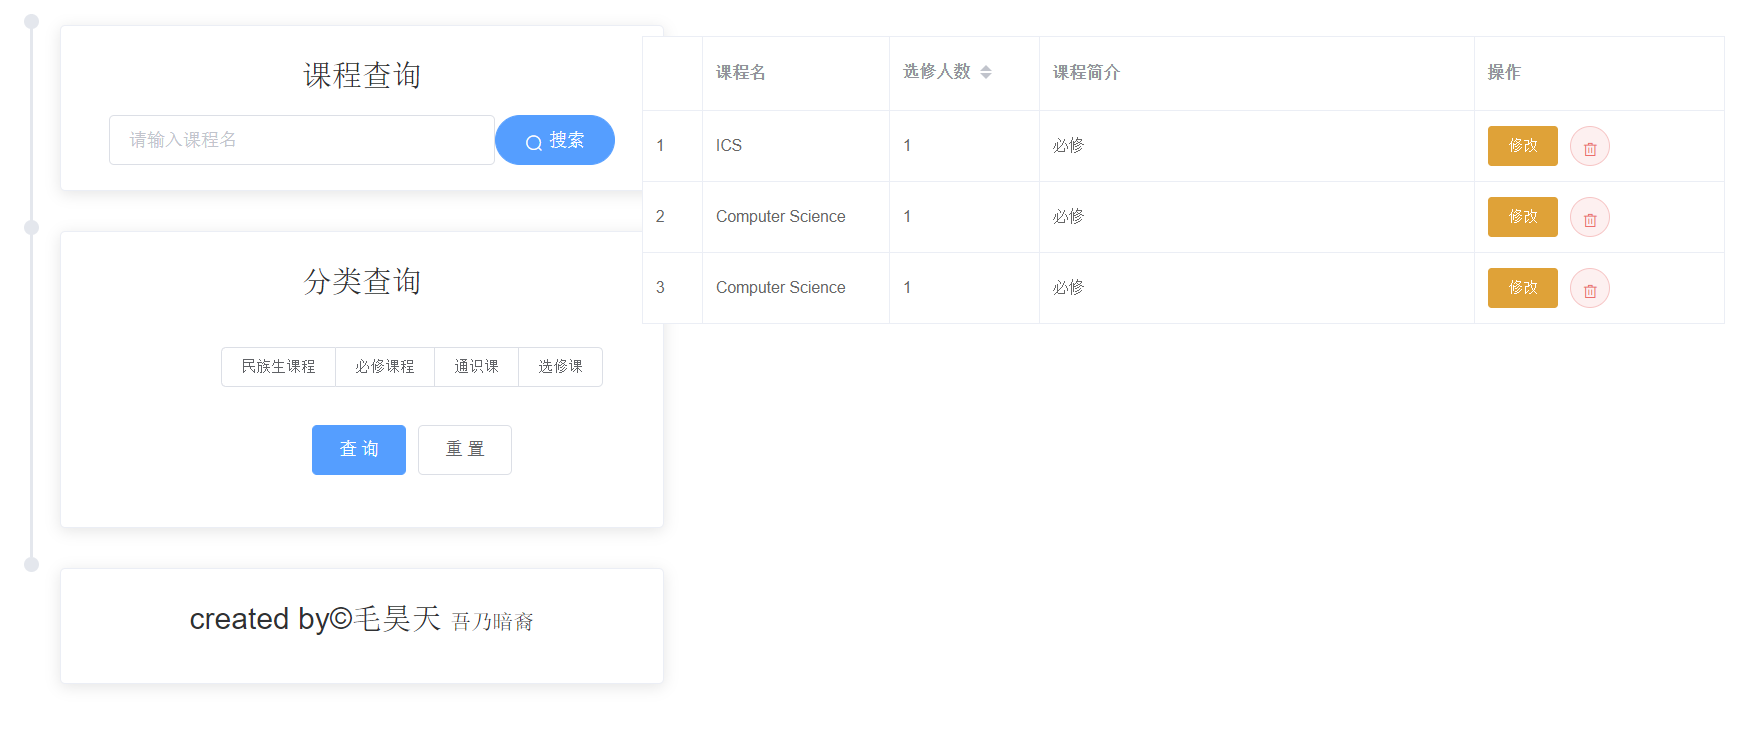 课程查询
请输入课程名
搜索
分类查询
民族生课程 必修课程 通识课 选修课
查 询 重 置
created by©毛昊天 吾乃暗裔
课程名 选修人数 课程简介 操作
1 ICS 1 必修 修改
2 Computer Science 1 必修 修改
3 Computer Science 1 必修 修改